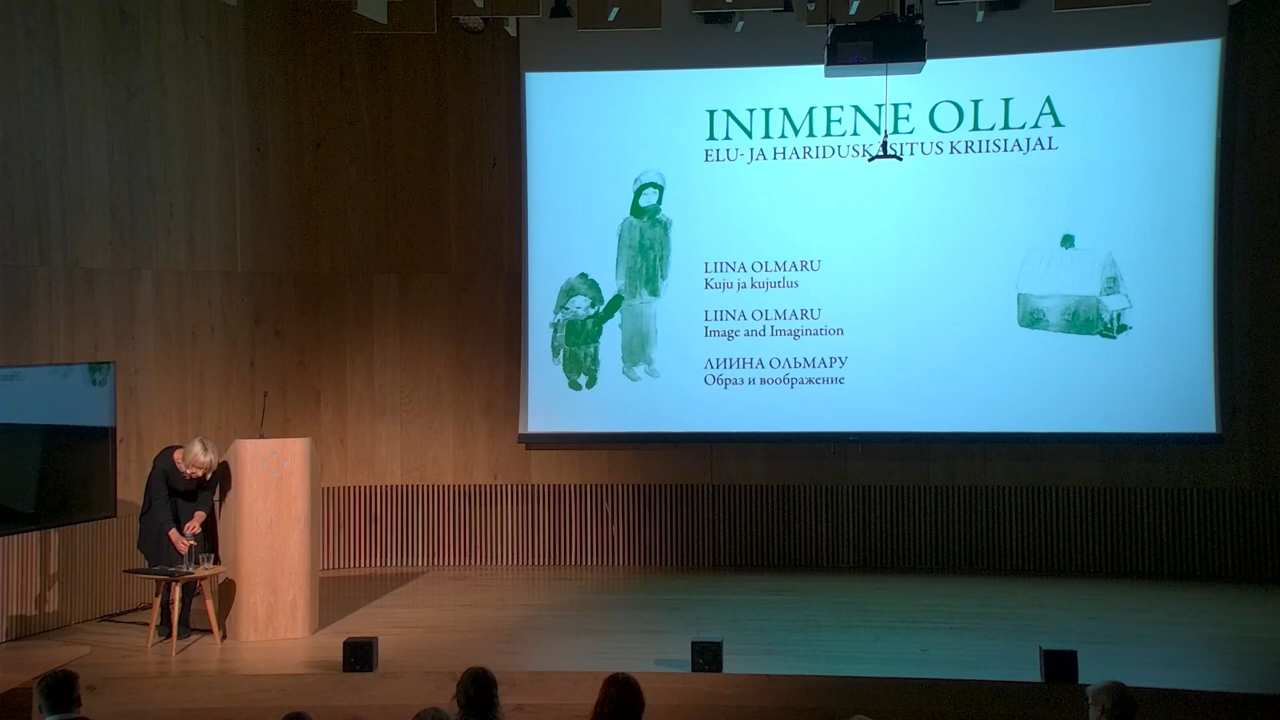 INIMENE OLLA
ELU- JA HARIDUSKÄSITUS KRIISIAJAL
LIINA OLMARU
Kuju ja kujutlus
LIINA OLMARU
Image and Imagination
ЛИИНА ОЛЬМАРУ
Образ и воображение